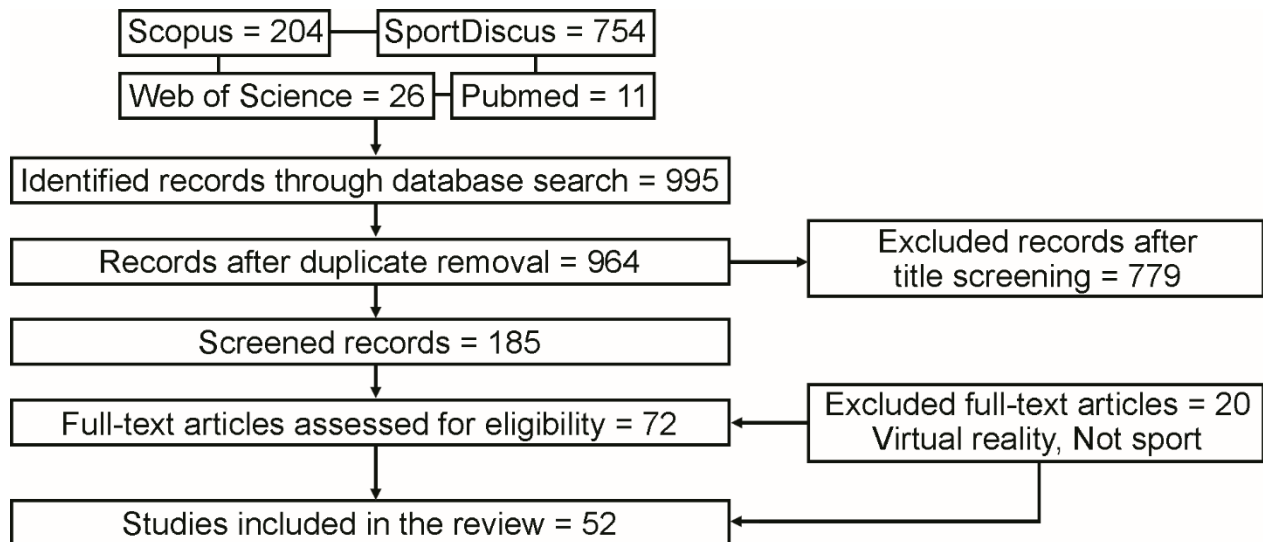 Scopus = 204
SportDiscus = 754
Web of Science = 26
Pubmed = 11
Identified records through database search = 995
Records after duplicate removal = 964
Excluded records after
title screening = 779
Screened records = 185
Full-text articles assessed for eligibility = 72
Excluded full-text articles = 20
Virtual reality, Not sport
Studies included in the review = 52